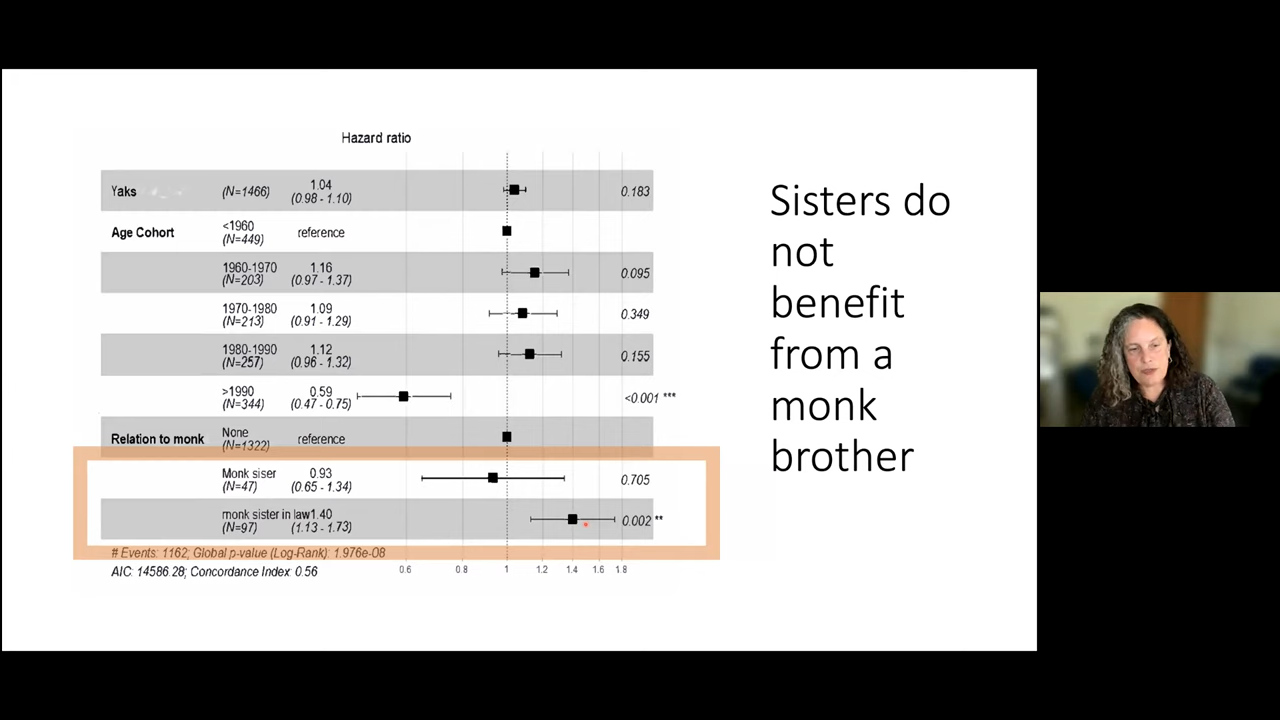 Hazard ratio
Yaks (N=1466) 1.04 (0.98 - 1.10) 0.183
Age Cohort <1960 (N=449) reference
1960-1970 (N=203) 1.16 (0.97 - 1.37) 0.095
1970-1980 (N=213) 1.09 (0.91 - 1.29) 0.349
1980-1990 (N=257) 1.12 (0.96 - 1.32) 0.155
>1990 (N=344) 0.59 (0.47 - 0.75) <0.001 ***
Relation to monk None (N=1322) reference
Monk siser (N=47) 0.93 (0.65 - 1.34) 0.705
monk sister in law (N=97) 1.40 (1.13 - 1.73) 0.002 **
# Events: 1162; Global p-value (Log-Rank): 1.976e-08
AIC: 14586.28; Concordance Index: 0.56
0.6 0.8 1 1.2 1.4 1.6 1.8
Sisters do
not
benefit
from a
monk
brother